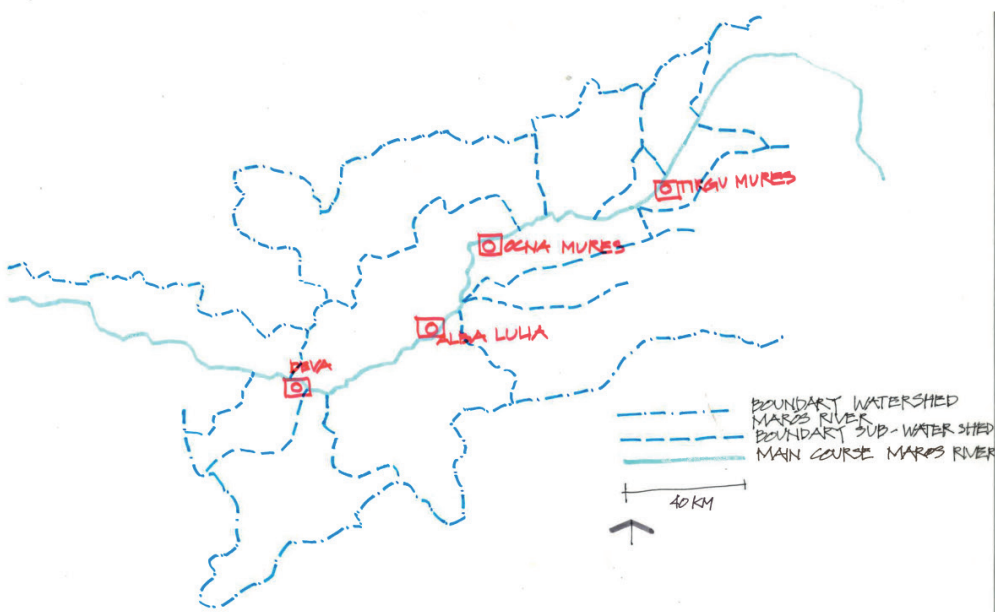 TIRGU MURES
OCNA MURES
ALBA LULIA
DEVA
BOUNDARY WATERSHED
MAROS RIVER
BOUNDARY SUB-WATERSHED
MAIN COURSE MAROS RIVER
40 KM